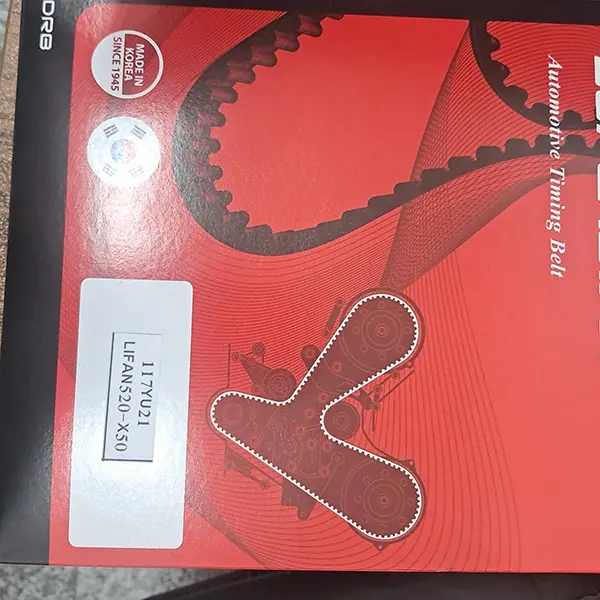 DRB
MADE IN
KOREA
SINCE 1945
Automotive Timing Belt
117YU21
LIFAN520-X50